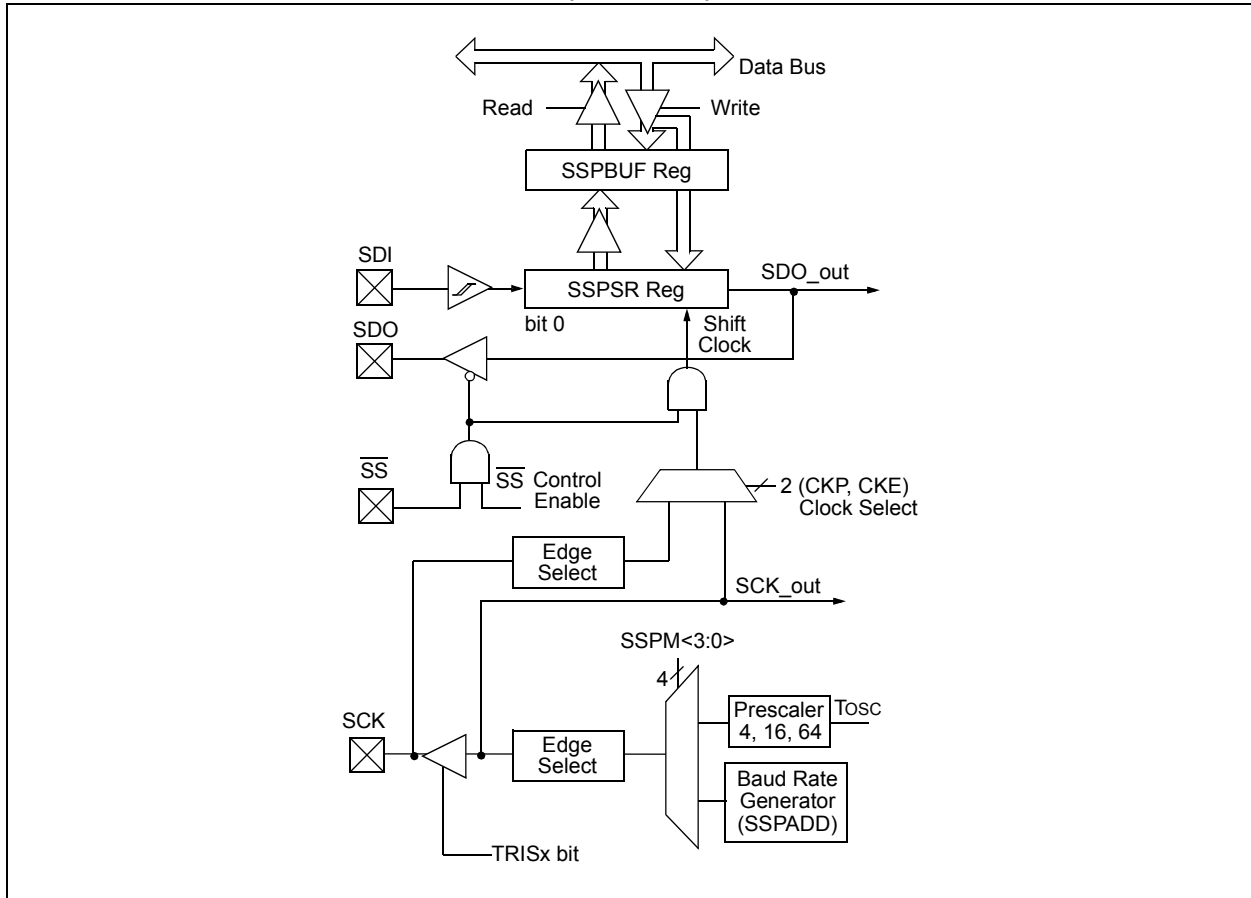 Data Bus
Read
Write
SSPBUF Reg
SDI
SSPSR Reg
SDO_out
bit 0
Shift
Clock
SDO
SS
SS Control
Enable
2 (CKP, CKE)
Clock Select
Edge
Select
SCK_out
SSPM<3:0>
4
Prescaler
4, 16, 64
TOSC
SCK
Edge
Select
Baud Rate
Generator
(SSPADD)
TRISx bit